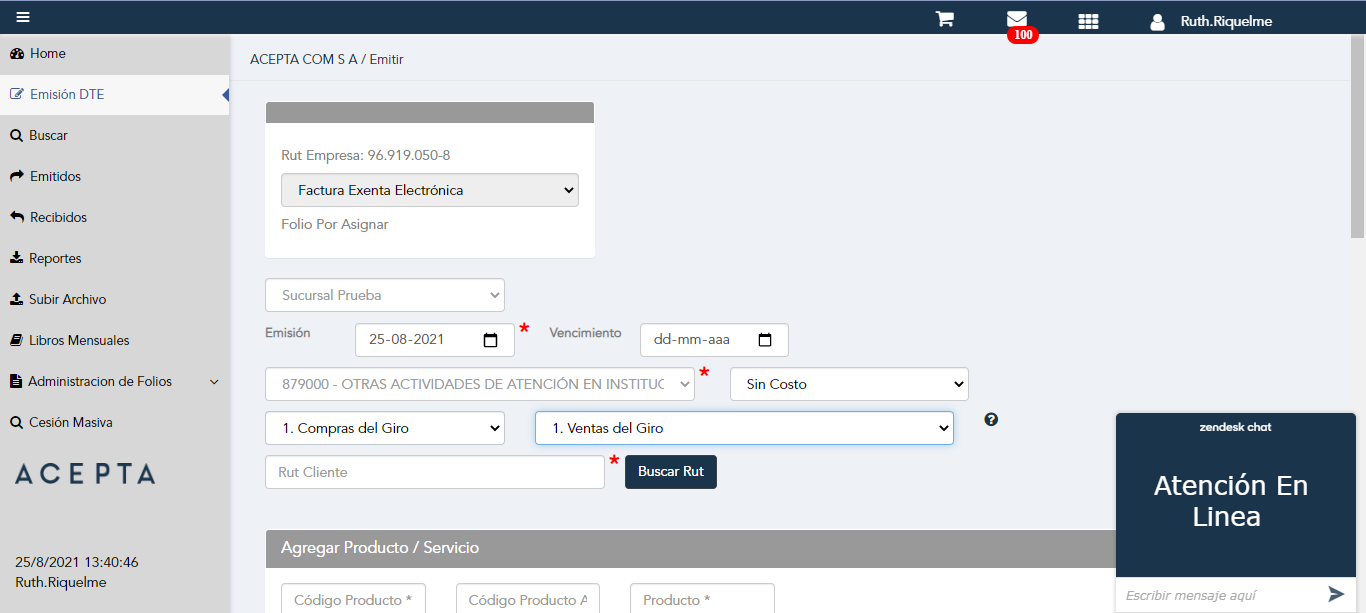 100
Ruth.Riquelme
Home
Emisión DTE
Buscar
Emitidos
Recibidos
Reportes
Subir Archivo
Libros Mensuales
Administracion de Folios
Cesión Masiva
ACEPTA
25/8/2021 13:40:46
Ruth.Riquelme
ACEPTA COM S A / Emitir
Rut Empresa: 96.919.050-8
Factura Exenta Electrónica
Folio Por Asignar
Sucursal Prueba
Emisión 25-08-2021 * Vencimiento dd-mm-aaa
879000 - OTRAS ACTIVIDADES DE ATENCIÓN EN INSTITUC * Sin Costo
1. Compras del Giro 1. Ventas del Giro ?
Rut Cliente * Buscar Rut
Agregar Producto / Servicio
Código Producto * Código Producto A Producto *
zendesk chat
Atención En
Linea
Escribir mensaje aquí